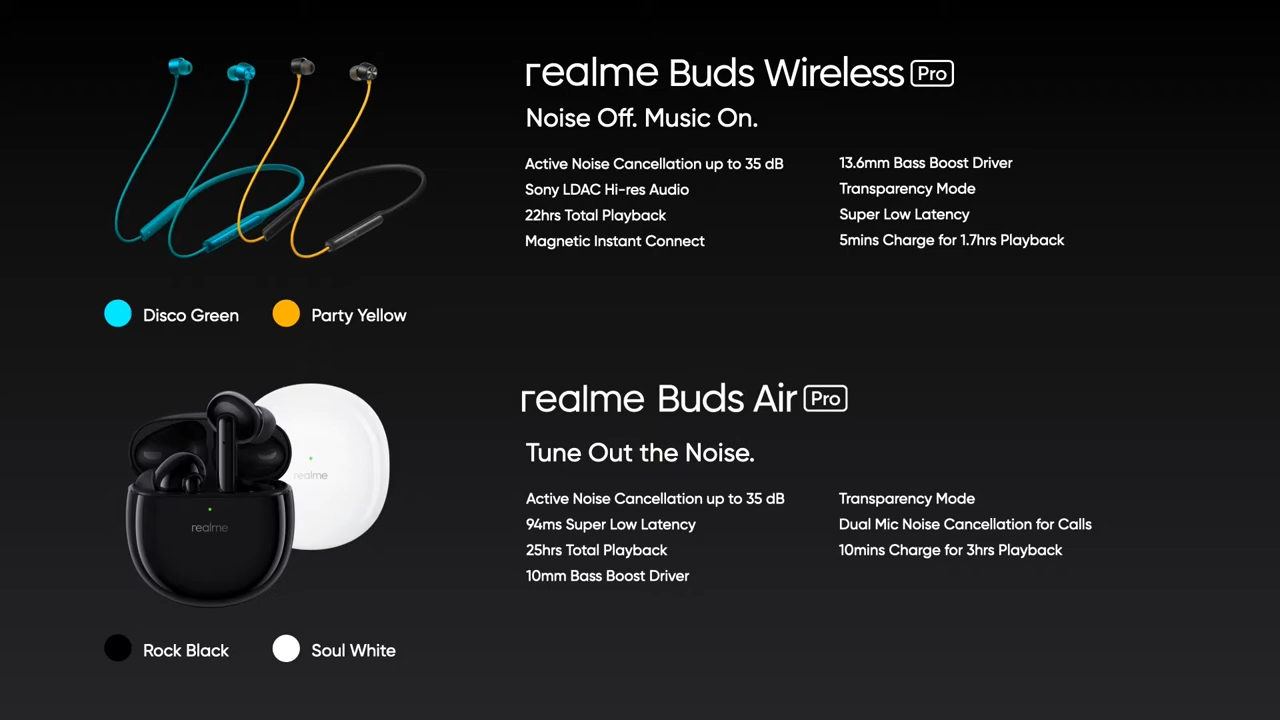 realme Buds Wireless Pro
Noise Off. Music On.
Active Noise Cancellation up to 35 dB
Sony LDAC Hi-res Audio
22hrs Total Playback
Magnetic Instant Connect
13.6mm Bass Boost Driver
Transparency Mode
Super Low Latency
5mins Charge for 1.7hrs Playback
Disco Green
Party Yellow
realme Buds Air Pro
Tune Out the Noise.
Active Noise Cancellation up to 35 dB
94ms Super Low Latency
25hrs Total Playback
10mm Bass Boost Driver
Transparency Mode
Dual Mic Noise Cancellation for Calls
10mins Charge for 3hrs Playback
realme
realme
Rock Black
Soul White